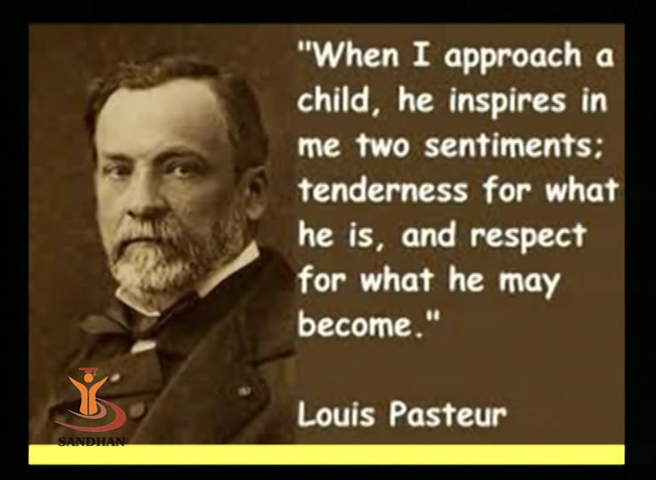 "When I approach a
child, he inspires in
me two sentiments;
tenderness for what
he is, and respect
for what he may
become."
Louis Pasteur
SANDHAN